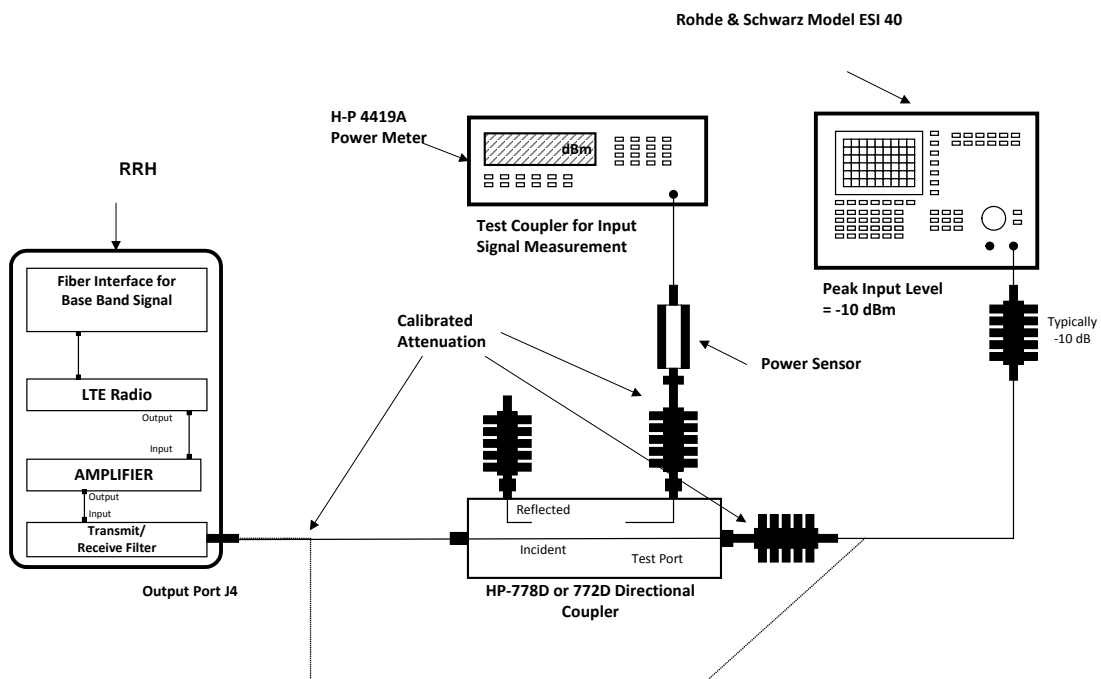 Rohde & Schwarz Model ESI 40
H-P 4419A
Power Meter
dBm
RRH
Test Coupler for Input
Signal Measurement
Fiber Interface for
Base Band Signal
Peak Input Level
= -10 dBm
Typically
-10 dB
Calibrated
Attenuation
Power Sensor
LTE Radio
Output
Input
AMPLIFIER
Output
Input
Transmit/
Receive Filter
Reflected
Incident
Test Port
Output Port J4
HP-778D or 772D Directional
Coupler